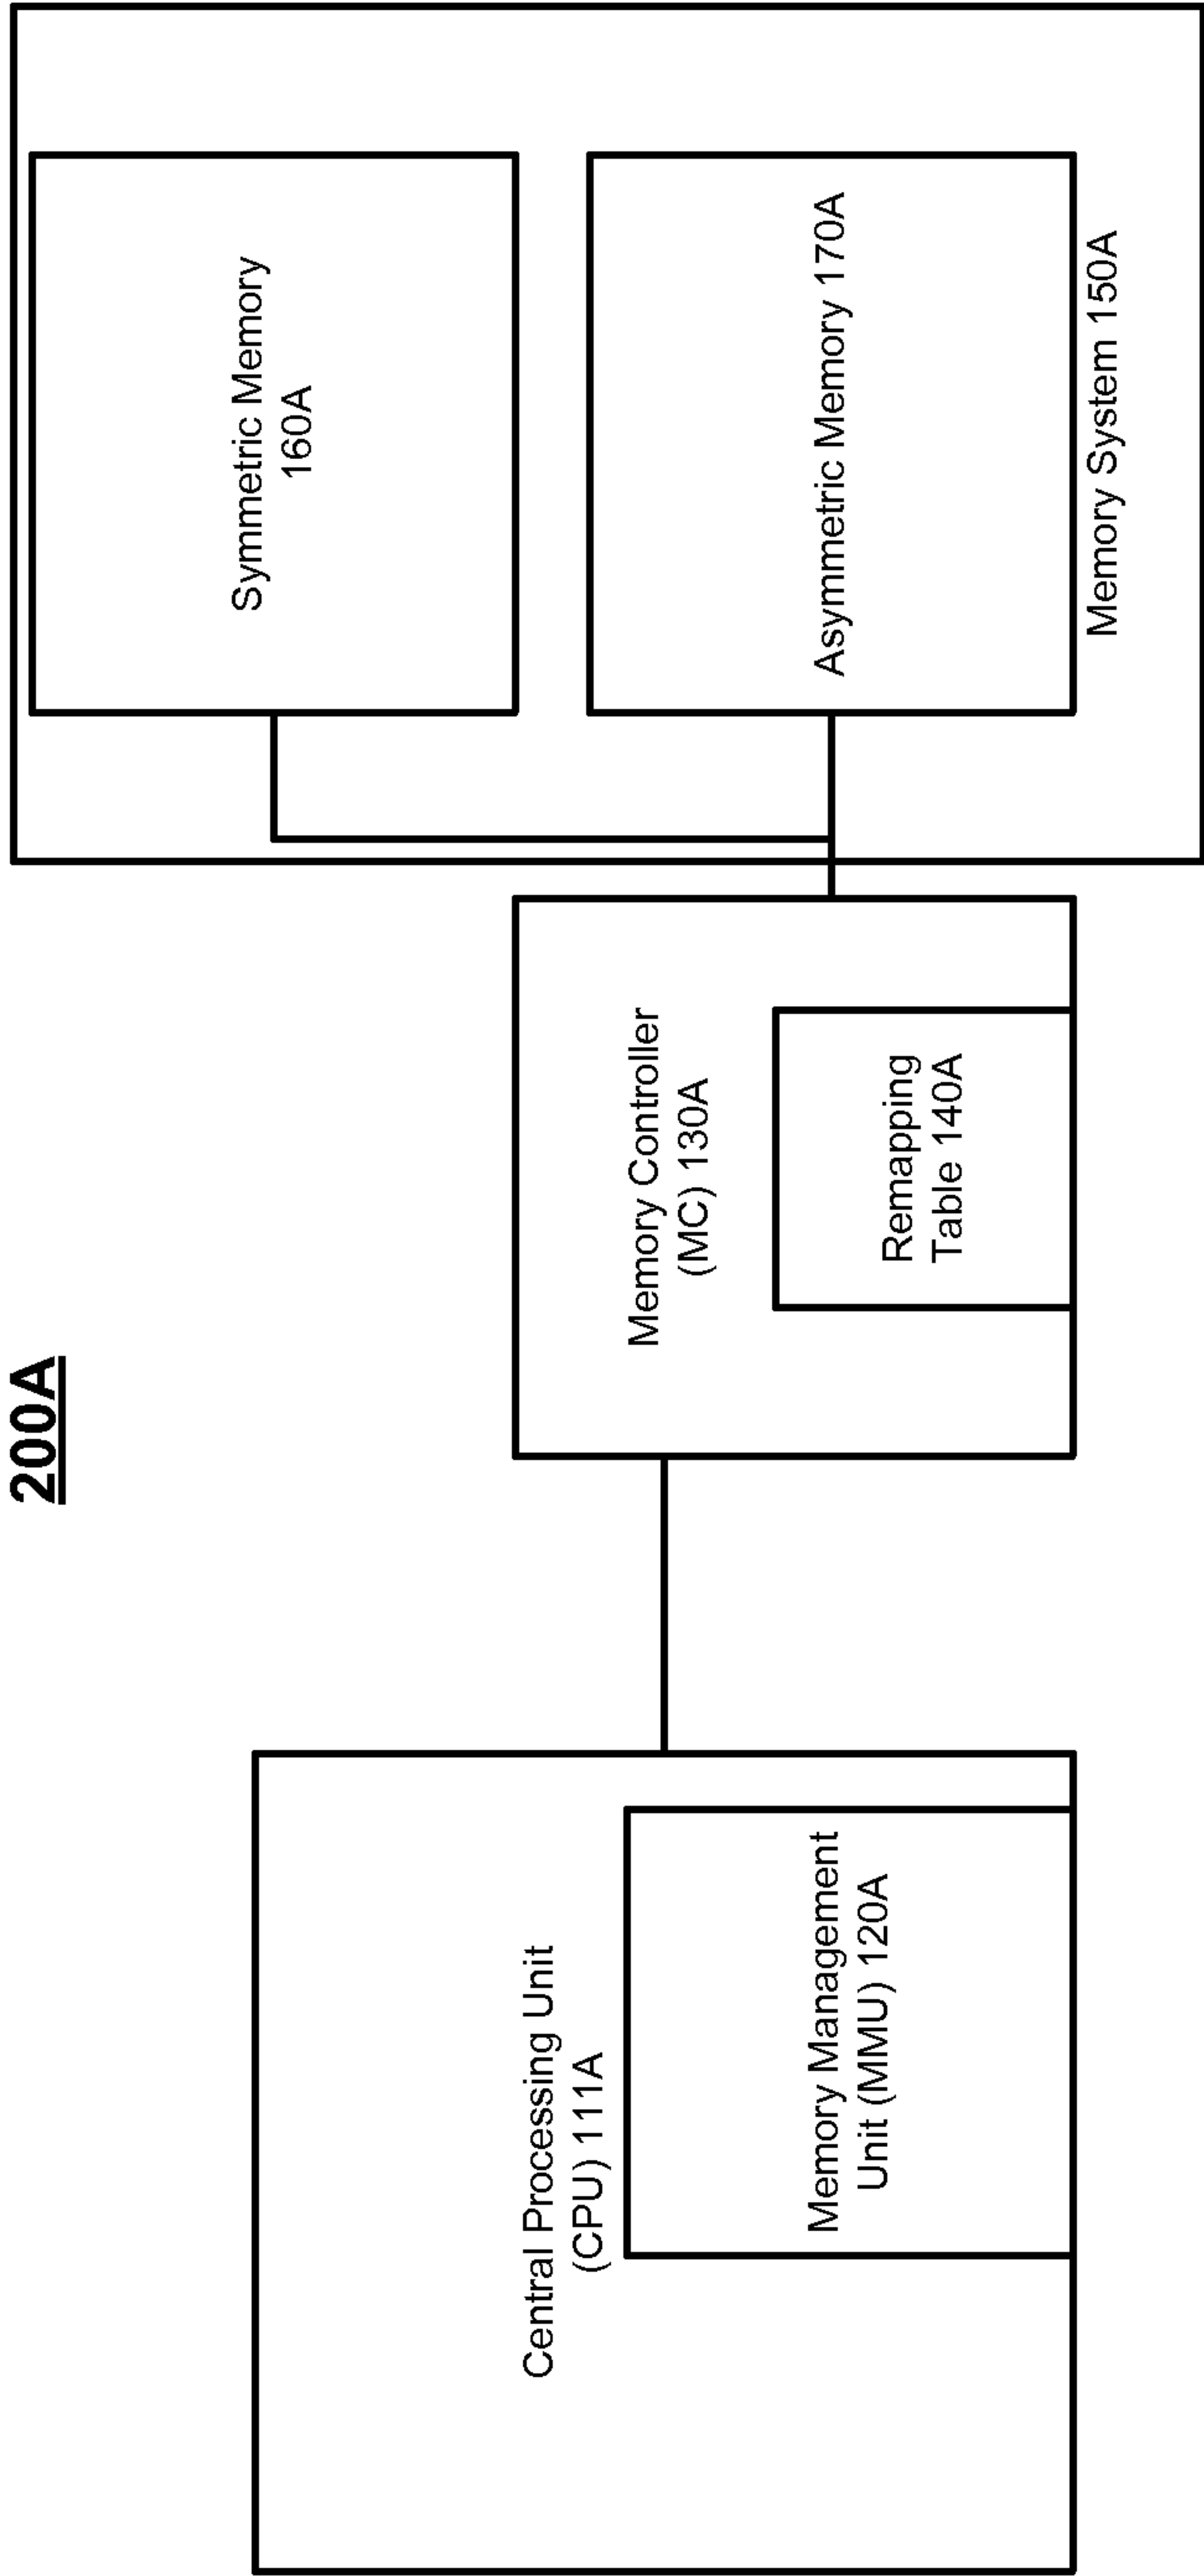 200A
Central Processing Unit
(CPU) 111A
Memory Management
Unit (MMU) 120A
Memory Controller
(MC) 130A
Remapping
Table 140A
Symmetric Memory
160A
Asymmetric Memory 170A
Memory System 150A